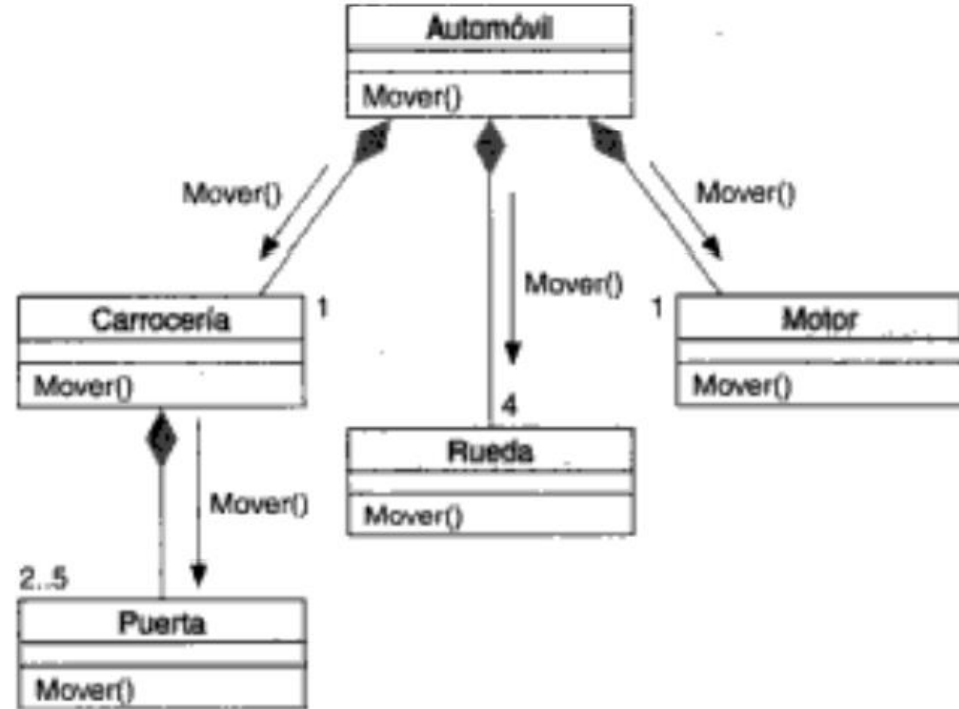 Automóvil
Mover()
Mover()
Mover()
Mover()
Carrocería
1
Mover()
1
Motor
Mover()
4
Rueda
Mover()
Mover()
2..5
Puerta
Mover()